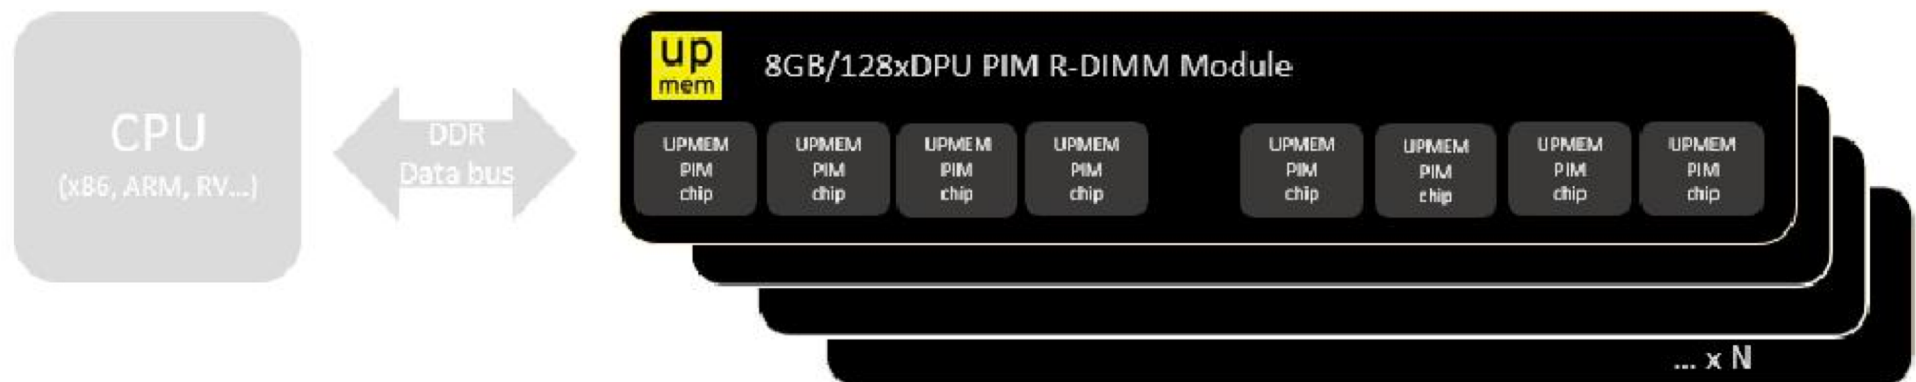 CPU
(x86, ARM, RV...)
DDR
Data bus
up
mem
8GB/128xDPU PIM R-DIMM Module
UPMEM
PIM
chip
UPMEM
PIM
chip
UPMEM
PIM
chip
UPMEM
PIM
chip
UPMEM
PIM
chip
UPMEM
PIM
chip
UPMEM
PIM
chip
UPMEM
PIM
chip
... x N